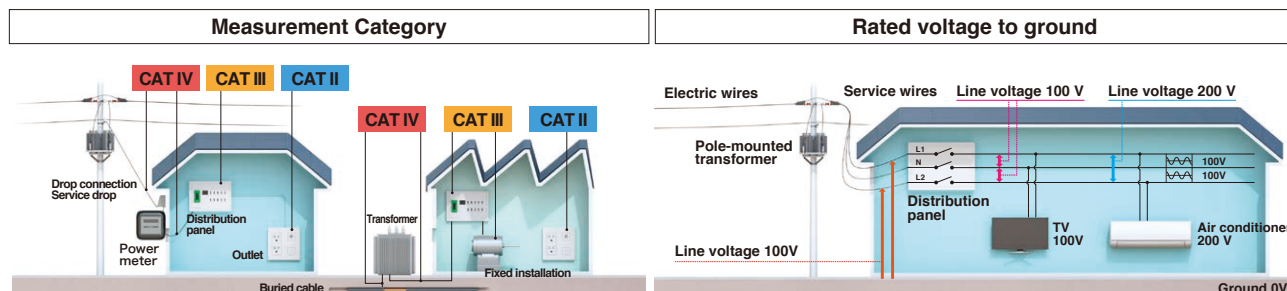 Measurement Category
CAT IV
CAT III
CAT II
CAT IV
CAT III
CAT II
Drop connection
Service drop
Distribution
panel
Power
meter
Outlet
Transformer
Fixed installation
Buried cable
Rated voltage to ground
Electric wires
Service wires
Line voltage 100 V
Line voltage 200 V
Pole-mounted
transformer
L1
N
L2
100V
100V
Distribution
panel
TV
100V
Air conditioner
200 V
Line voltage 100V
Ground 0V